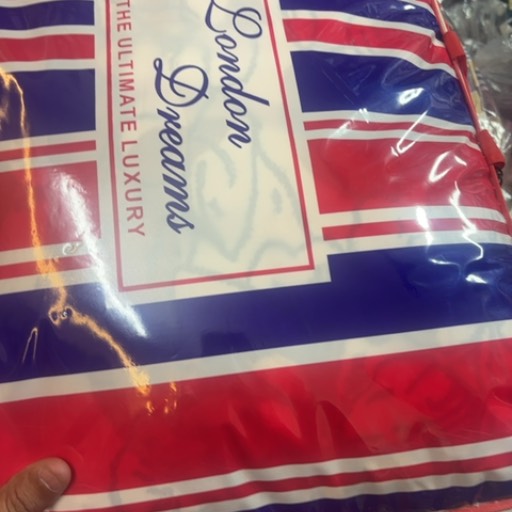 London
Dreams
THE ULTIMATE LUXURY